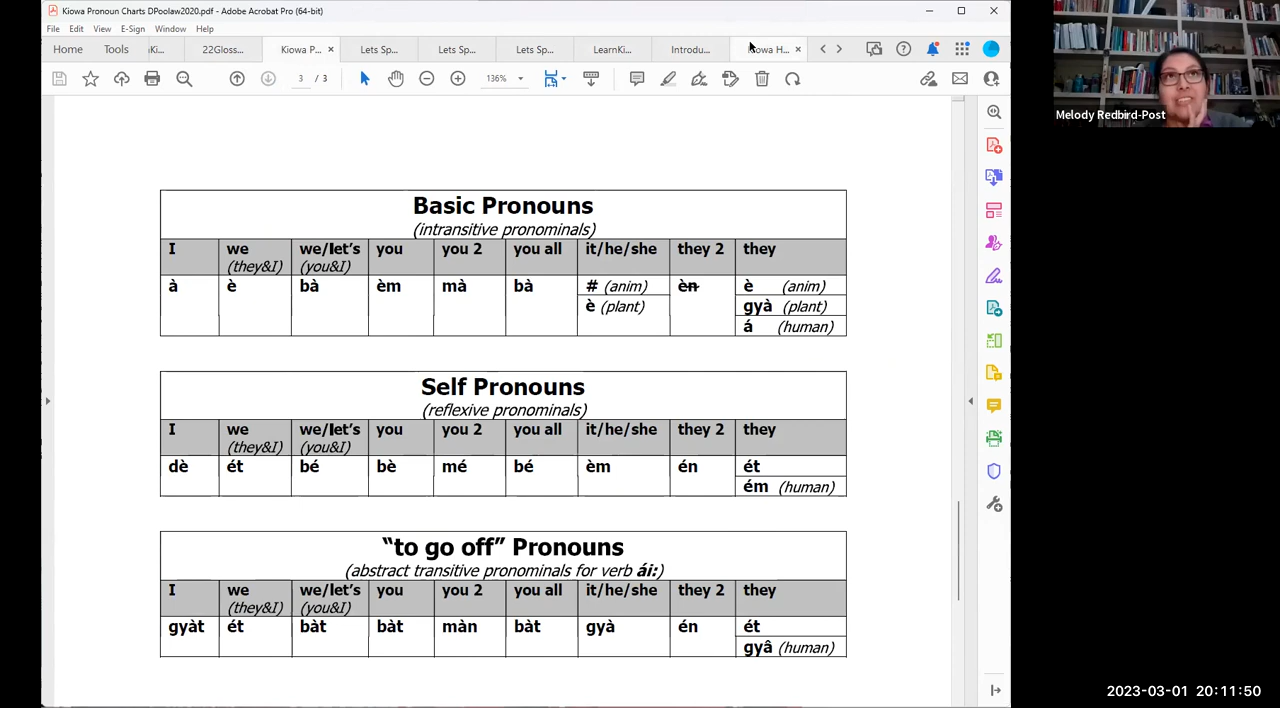 Kiowa Pronoun Charts DPoolaw2020.pdf - Adobe Acrobat Pro (64-bit)
File Edit View E-Sign Window Help
Home Tools iKi... 22Gloss... Kiowa P... × Lets Sp... Lets Sp... Lets Sp... LearnKi... Introdu... iowa H... ×
3 / 3 136%
Melody Redbird-Post
Basic Pronouns
(intransitive pronominals)
I we we/let's you you 2 you all it/he/she they 2 they
(they&I) (you&I)
à è bà èm mà bà # (anim) èn è (anim)
è (plant) gyà (plant)
á (human)
Self Pronouns
(reflexive pronominals)
I we we/let's you you 2 you all it/he/she they 2 they
(they&I) (you&I)
dè ét bé bè mé bé èm én ét
ém (human)
“to go off” Pronouns
(abstract transitive pronominals for verb ái:)
I we we/let's you you 2 you all it/he/she they 2 they
(they&I) (you&I)
gyàt ét bàt bàt màn bàt gyà én ét
gyâ (human)
2023-03-01 20:11:50